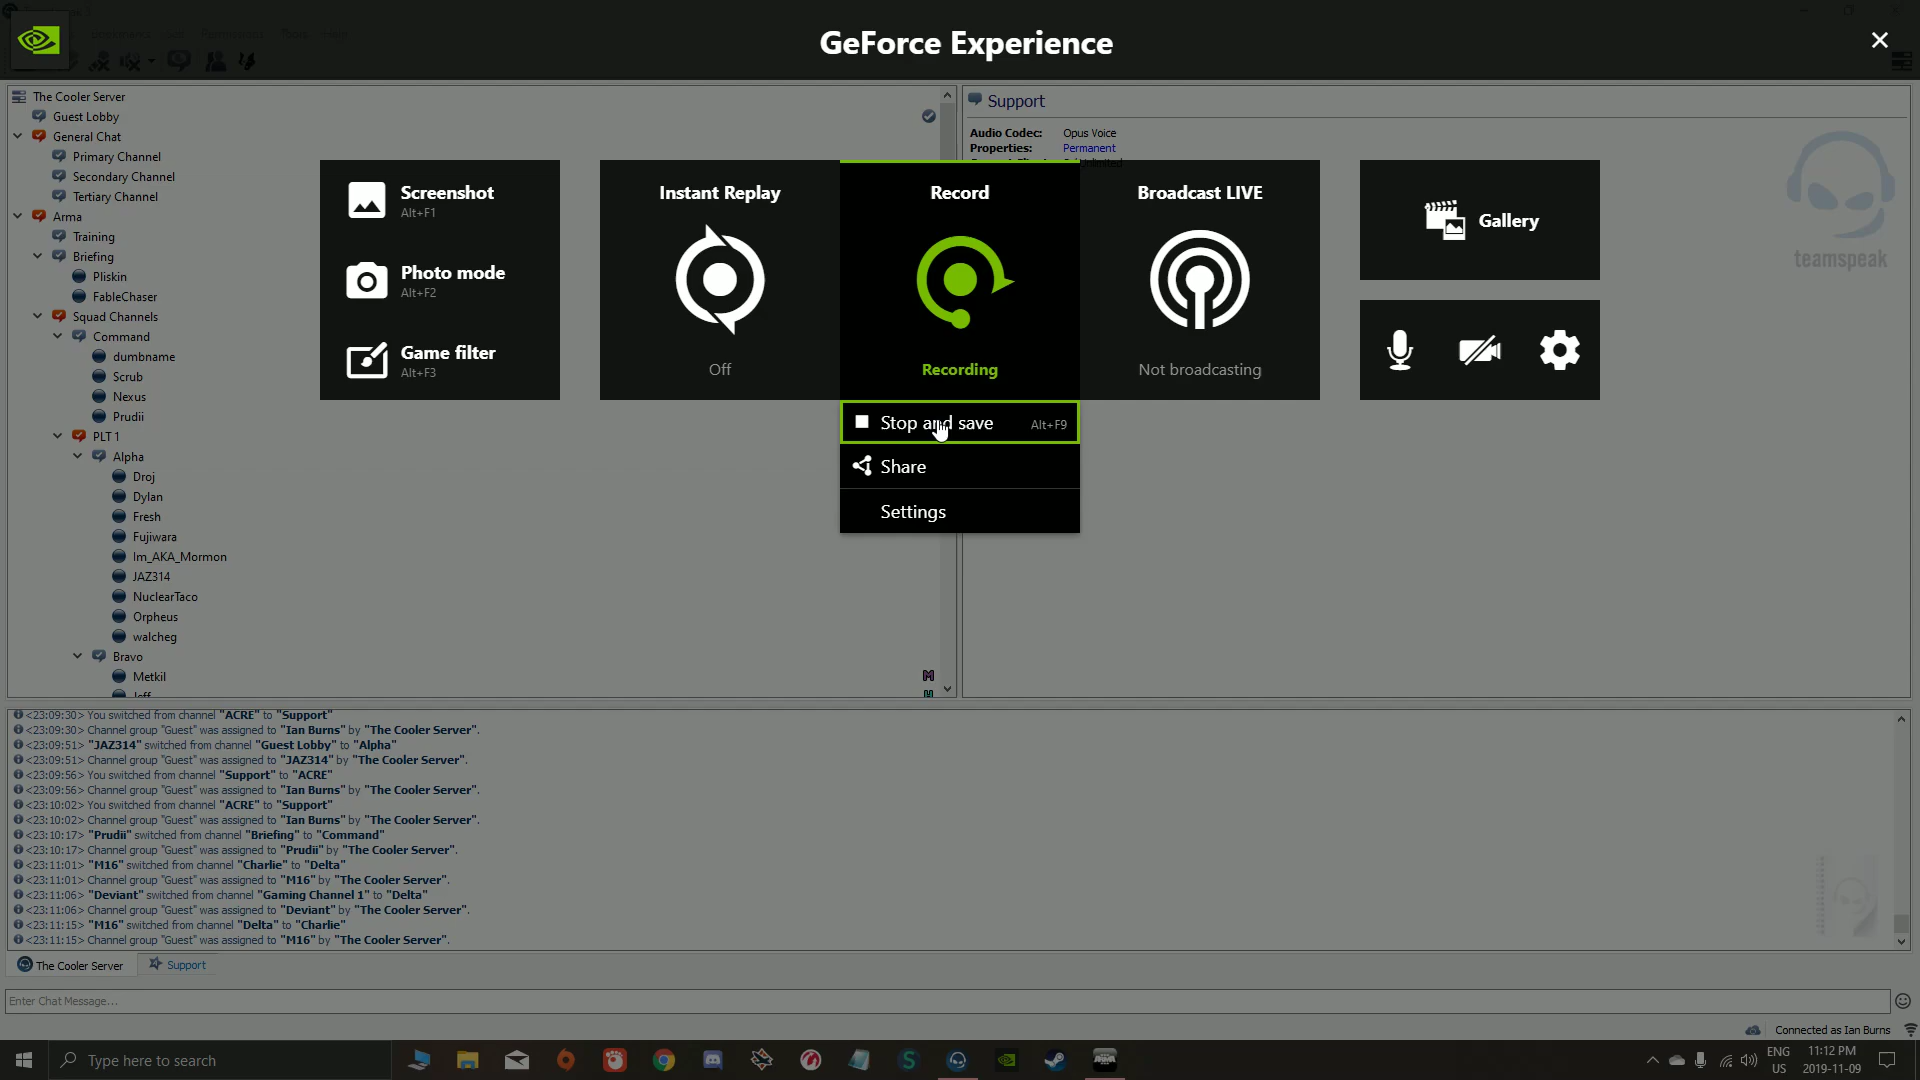 GeForce Experience
The Cooler Server
Guest Lobby
General Chat
Primary Channel
Secondary Channel
Tertiary Channel
Arma
Training
Briefing
Pliskin
FableChaser
Squad Channels
Command
dumbname
Scrub
Nexus
Prudii
PLT 1
Alpha
Droj
Dylan
Fresh
Fujiwara
Im_AKA_Mormon
JAZ314
NuclearTaco
Orpheus
walcheg
Bravo
Metkil
Jeff
Support
Audio Codec: Opus Voice
Properties: Permanent
teamspeak
Screenshot
Alt+F1
Photo mode
Alt+F2
Game filter
Alt+F3
Instant Replay
Off
Record
Recording
Stop and save Alt+F9
Share
Settings
Broadcast LIVE
Not broadcasting
Gallery
<23:09:30> You switched from channel "ACRE" to "Support"
<23:09:30> Channel group "Guest" was assigned to "Ian Burns" by "The Cooler Server".
<23:09:51> "JAZ314" switched from channel "Guest Lobby" to "Alpha"
<23:09:51> Channel group "Guest" was assigned to "JAZ314" by "The Cooler Server".
<23:09:56> You switched from channel "Support" to "ACRE"
<23:09:56> Channel group "Guest" was assigned to "Ian Burns" by "The Cooler Server".
<23:10:02> You switched from channel "ACRE" to "Support"
<23:10:02> Channel group "Guest" was assigned to "Ian Burns" by "The Cooler Server".
<23:10:17> "Prudii" switched from channel "Briefing" to "Command"
<23:10:17> Channel group "Guest" was assigned to "Prudii" by "The Cooler Server".
<23:11:01> "M16" switched from channel "Charlie" to "Delta"
<23:11:01> Channel group "Guest" was assigned to "M16" by "The Cooler Server".
<23:11:06> "Deviant" switched from channel "Gaming Channel 1" to "Delta"
<23:11:06> Channel group "Guest" was assigned to "Deviant" by "The Cooler Server".
<23:11:15> "M16" switched from channel "Delta" to "Charlie"
<23:11:15> Channel group "Guest" was assigned to "M16" by "The Cooler Server".
The Cooler Server Support
Enter Chat Message...
Connected as Ian Burns
Type here to search
ENG
US
11:12 PM
2019-11-09